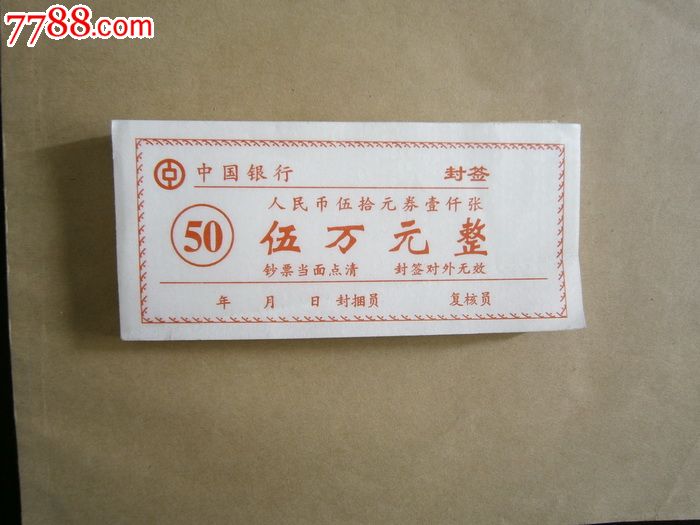 7788.com
中国银行 封签
人民币伍拾元券壹仟张
50 伍万元整
钞票当面点清 封签对外无效
年 月 日 封捆员 复核员